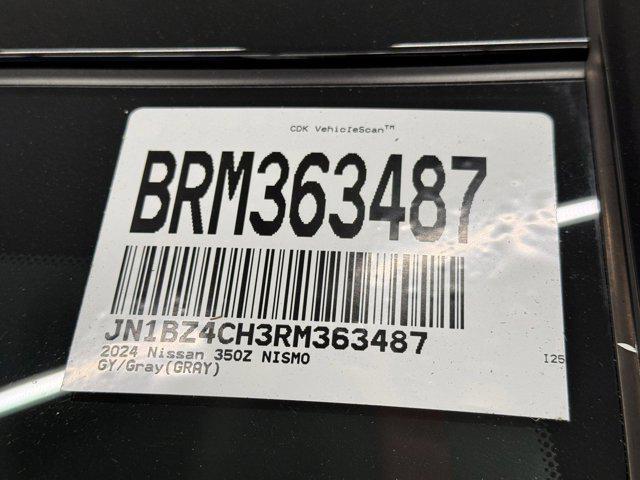 CDK VehicleScan™
BRM363487
JN1BZ4CH3RM363487
2024 Nissan 350Z NISMO
GY/Gray(GRAY)
I25